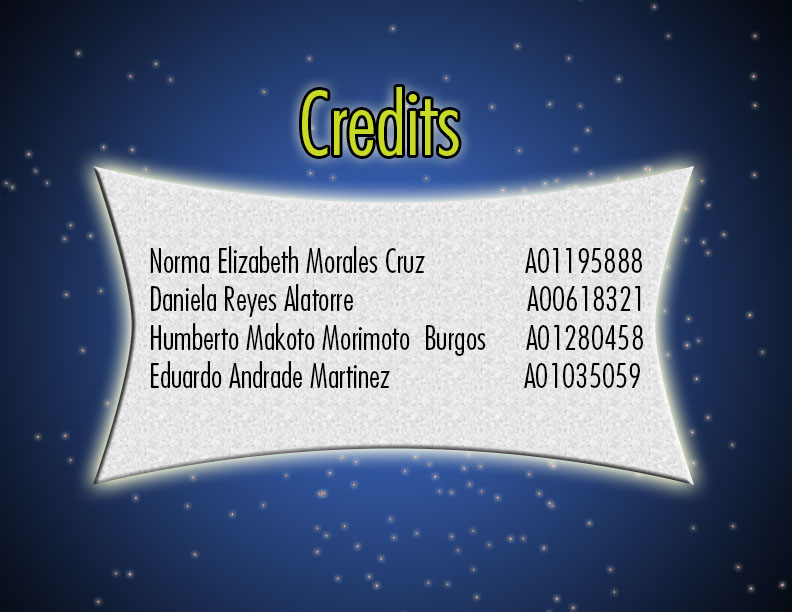 Credits
Norma Elizabeth Morales Cruz A01195888
Daniela Reyes Alatorre A00618321
Humberto Makoto Morimoto Burgos A01280458
Eduardo Andrade Martinez A01035059